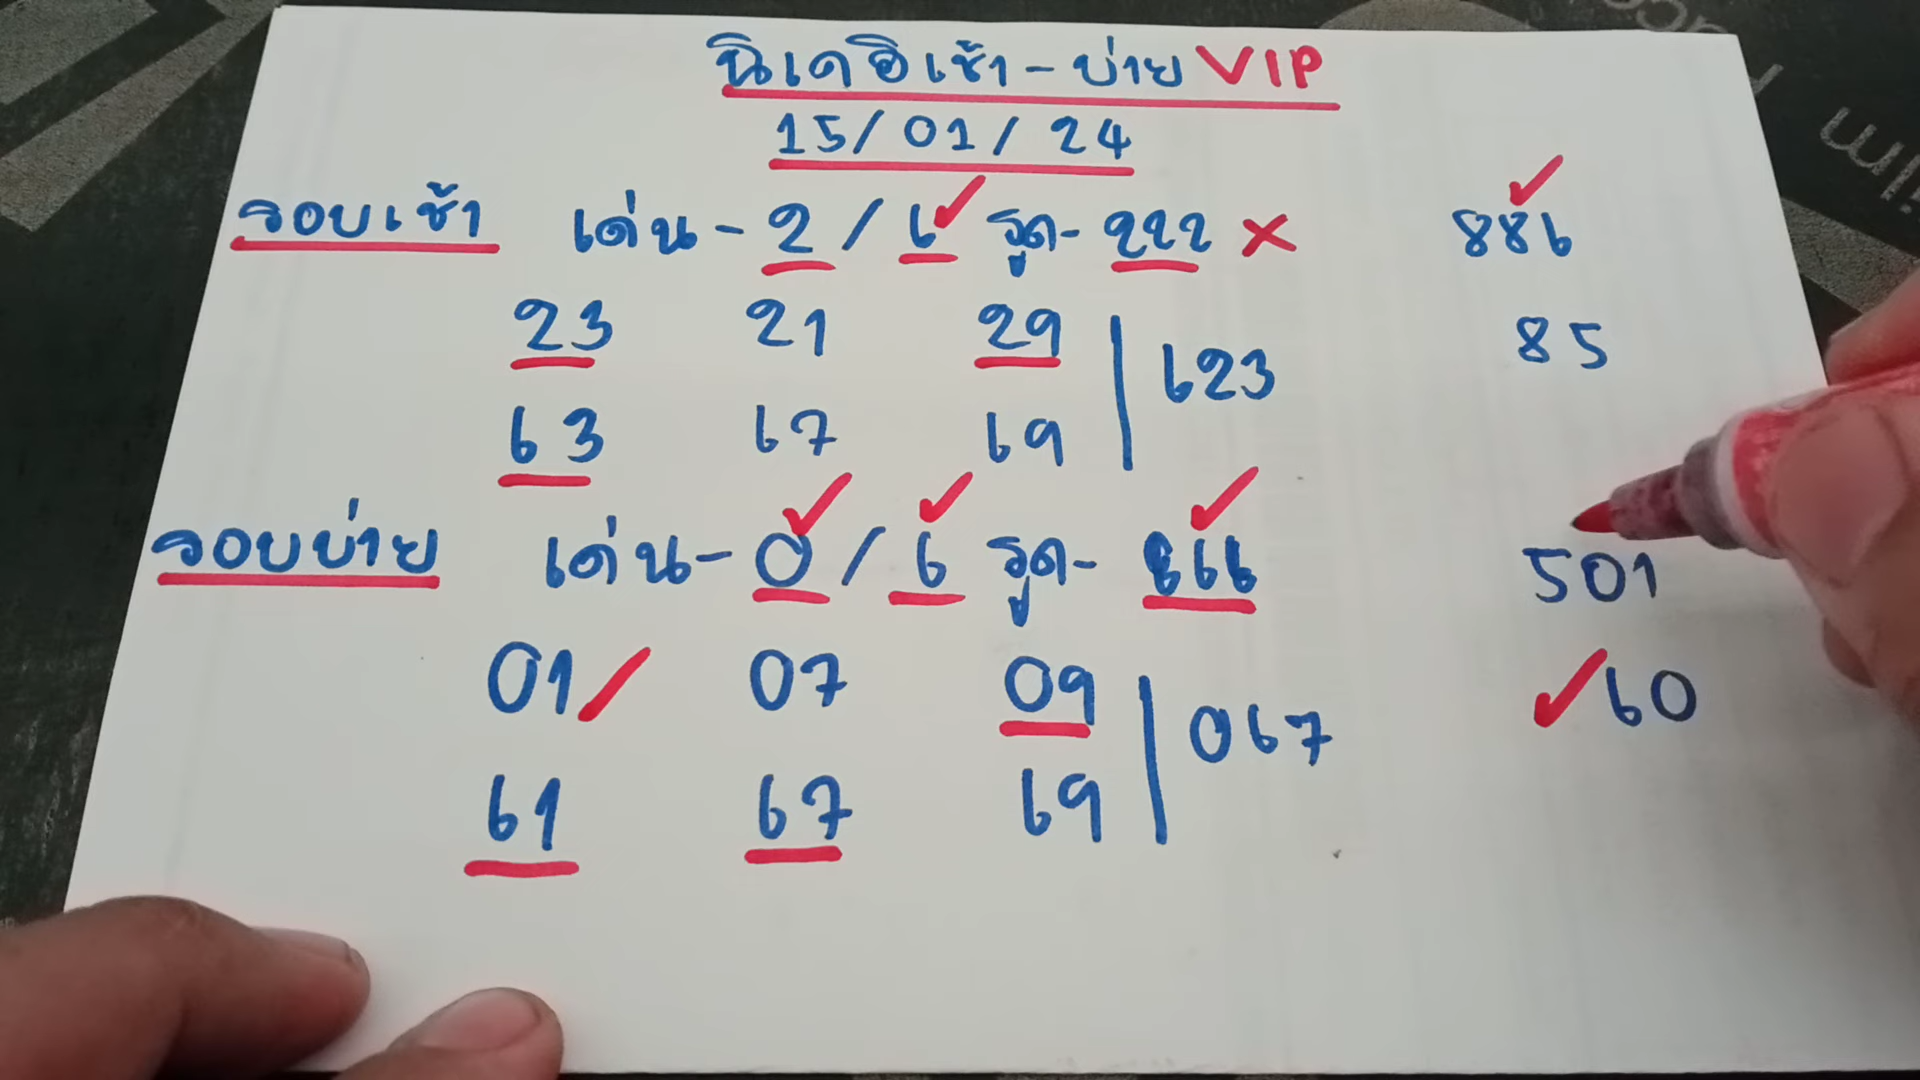 นิเคอิเช้า - บ่าย VIP
15/01/24
รอบเช้า เด่น - 2 / 6 รูด - 222 × 886
23 21 29 623 85
63 67 69
รอบบ่าย เด่น - 0 / 6 รูด - 666 501
01 07 09 067 60
61 67 69